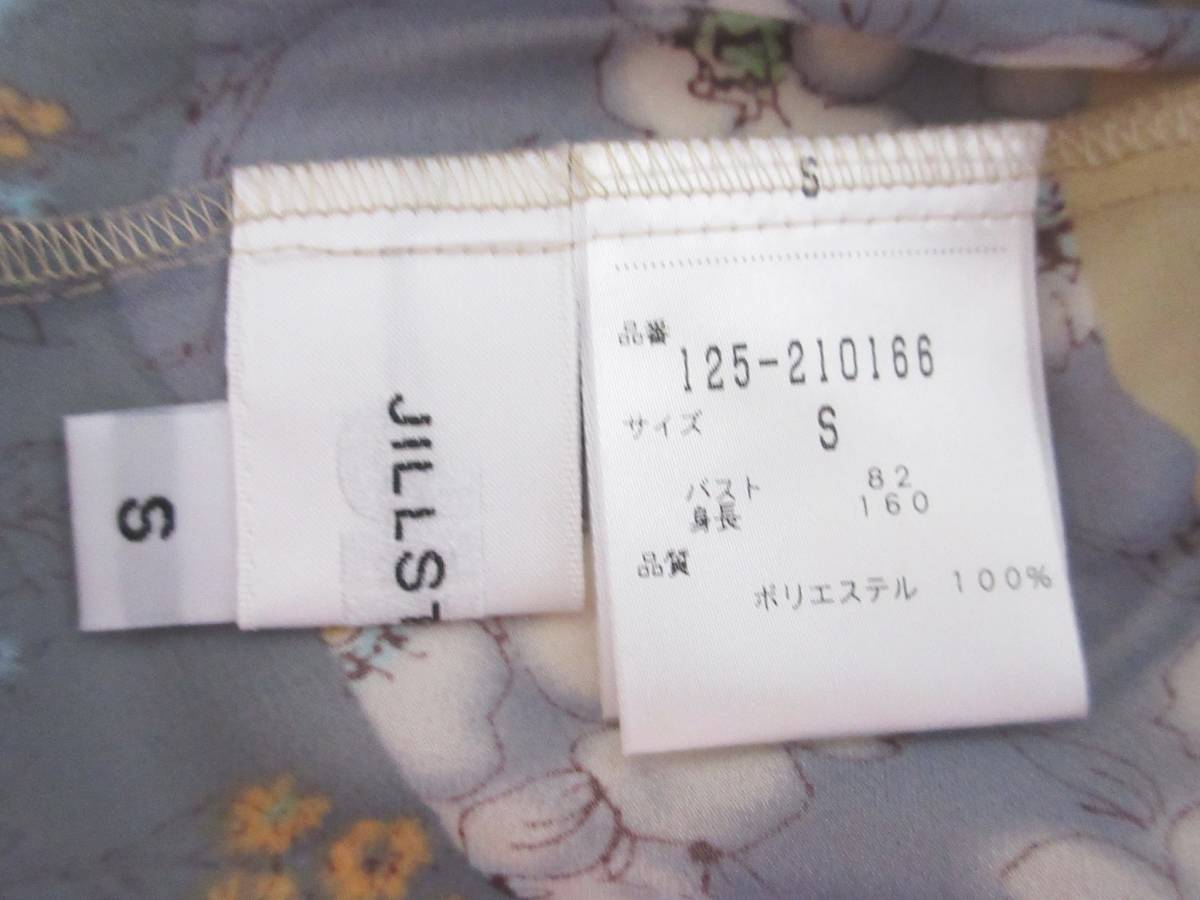 S
JILLST
S
品番
125-210166
サイズ S
バスト 82
身長 160
品質
ポリエステル 100%